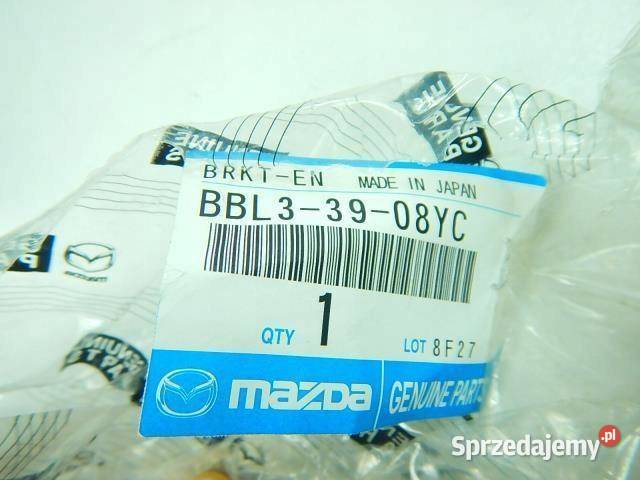 BRKT-EN MADE IN JAPAN
BBL3-39-08YC
QTY 1 LOT 8F27
mazda GENUINE PARTS
Sprzedajemy.pl